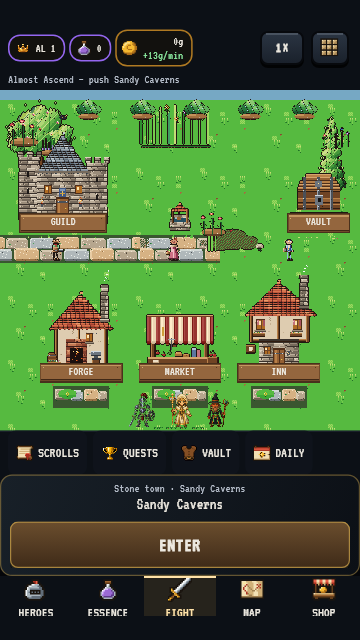 AL 1
0
0g
+13g/min
1X
Almost Ascend – push Sandy Caverns
GUILD
VAULT
FORGE
MARKET
INN
SCROLLS
QUESTS
VAULT
DAILY
Stone town · Sandy Caverns
Sandy Caverns
ENTER
HEROES
ESSENCE
FIGHT
MAP
SHOP